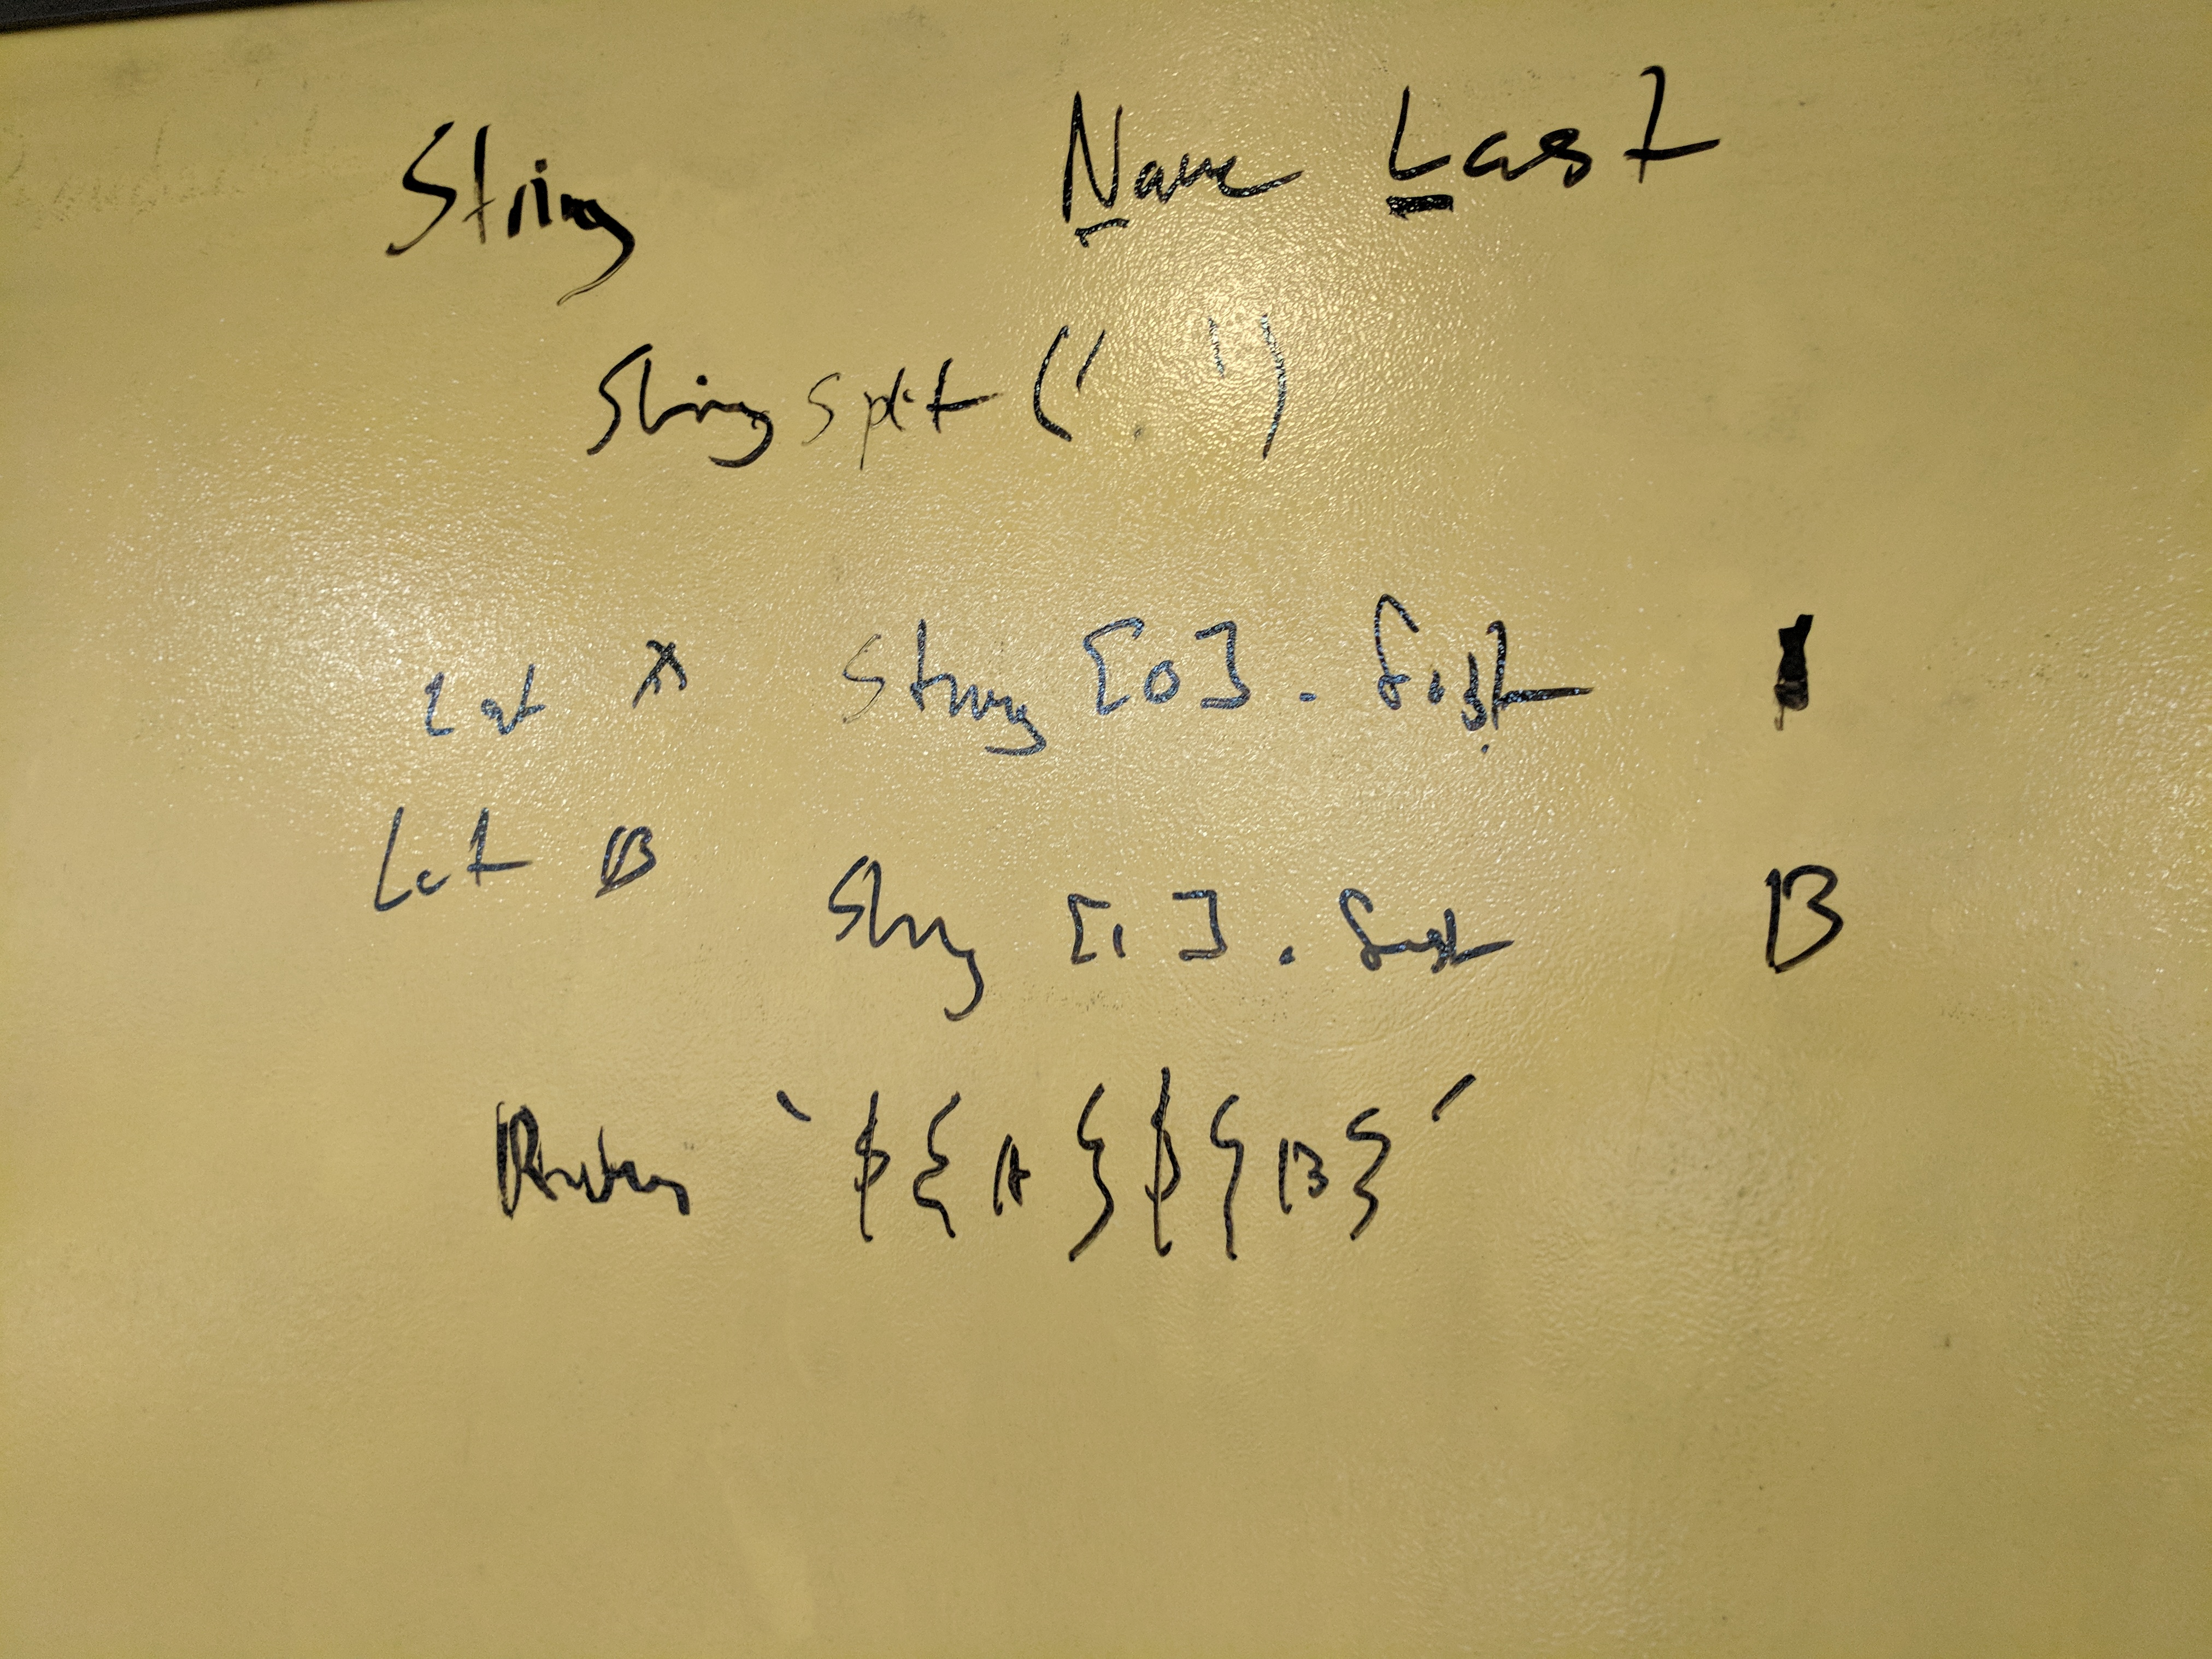 String Name Last
String split (' ')
Let A String [0] . first
Let B String [1] . first B
Return `${A}${B}`